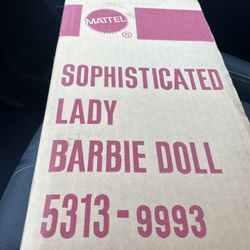 MATTEL
®
SOPHISTICATED
LADY
BARBIE DOLL
5313-9993